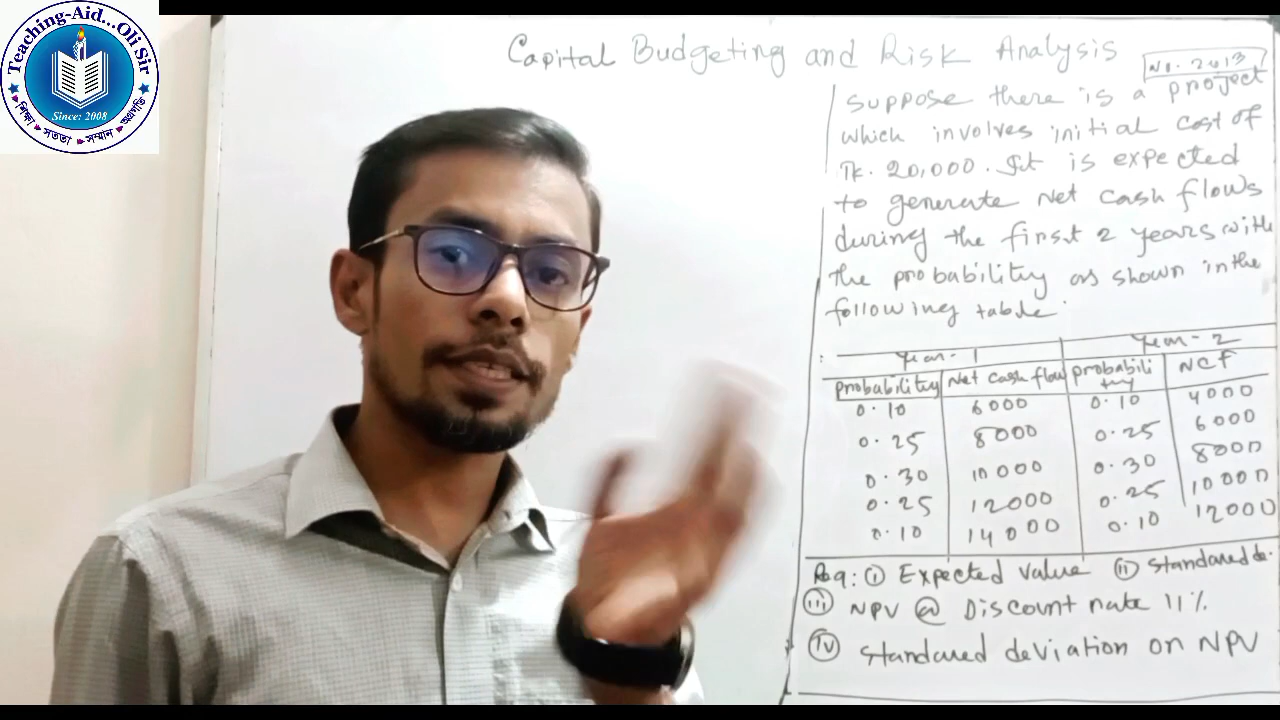 Teaching-Aid...Oli Sir
Since: 2008
শিক্ষা সততা সম্মান অগ্রগতি
Capital Budgeting and Risk Analysis
NU. 2013
suppose there is a project
which involves initial cost of
Tk. 20,000. It is expected
to generate Net cash flows
during the first 2 years with
the probability as shown in the
following table
Year-1 Year-2
probability Net cash flow probability NCF
0.10 6000 0.10 4000
0.25 8000 0.25 6000
0.30 10000 0.30 8000
0.25 12000 0.25 10000
0.10 14000 0.10 12000
Req: (i) Expected value (ii) Standared de.
(iii) NPV @ Discount rate 11%
(iv) Standared deviation on NPV